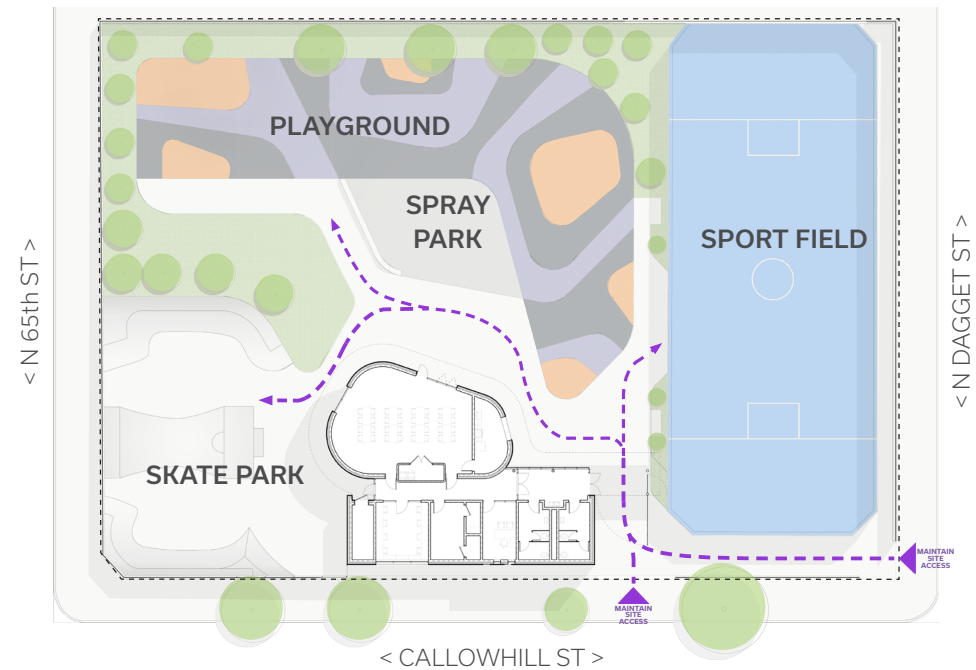 PLAYGROUND
SPRAY
PARK
SPORT FIELD
< N 65th ST >
< N DAGGET ST >
SKATE PARK
MAINTAIN
SITE
ACCESS
MAINTAIN
SITE
ACCESS
< CALLOWHILL ST >